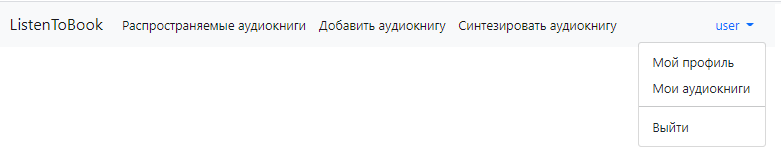 ListenToBook Распространяемые аудиокниги Добавить аудиокнигу Синтезировать аудиокнигу user
Мой профиль
Мои аудиокниги
Выйти